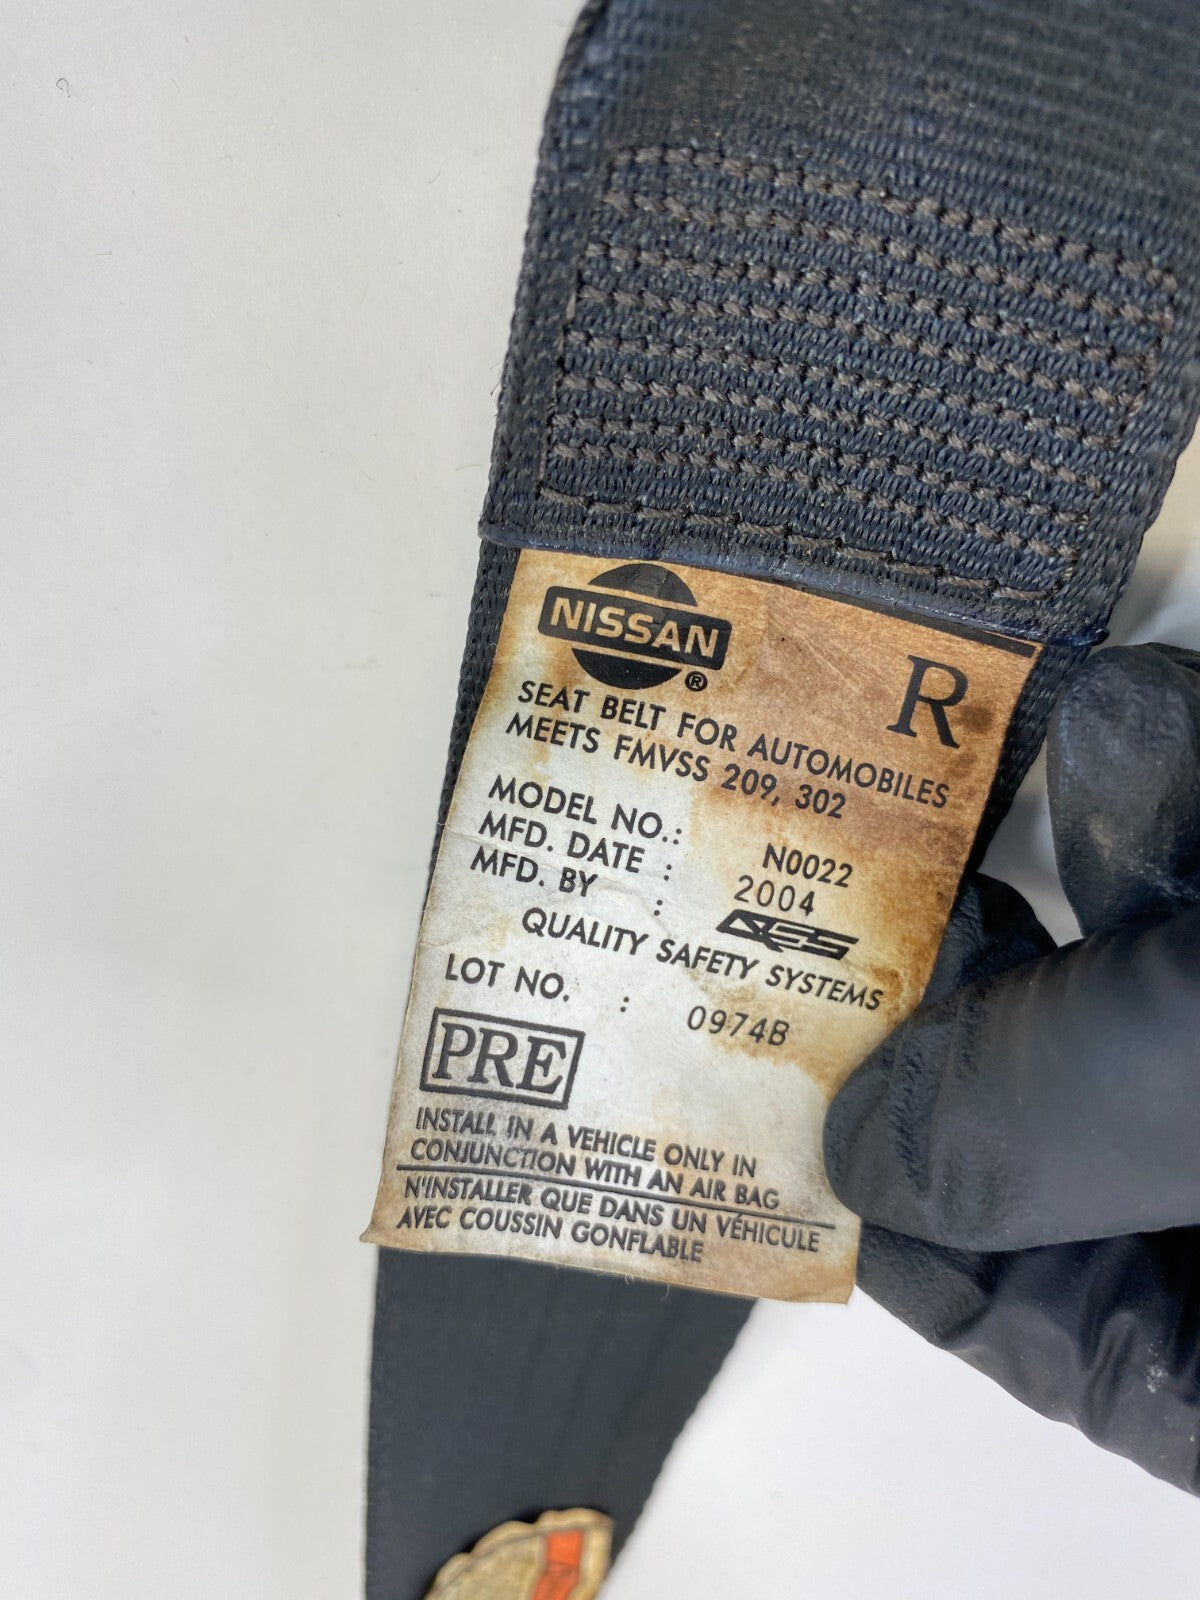 NISSAN
®
R
SEAT BELT FOR AUTOMOBILES
MEETS FMVSS 209, 302
MODEL NO.: N0022
MFD. DATE : 2004
MFD. BY : QSS
QUALITY SAFETY SYSTEMS
LOT NO. : 0974B
PRE
INSTALL IN A VEHICLE ONLY IN
CONJUNCTION WITH AN AIR BAG
N'INSTALLER QUE DANS UN VÉHICULE
AVEC COUSSIN GONFLABLE